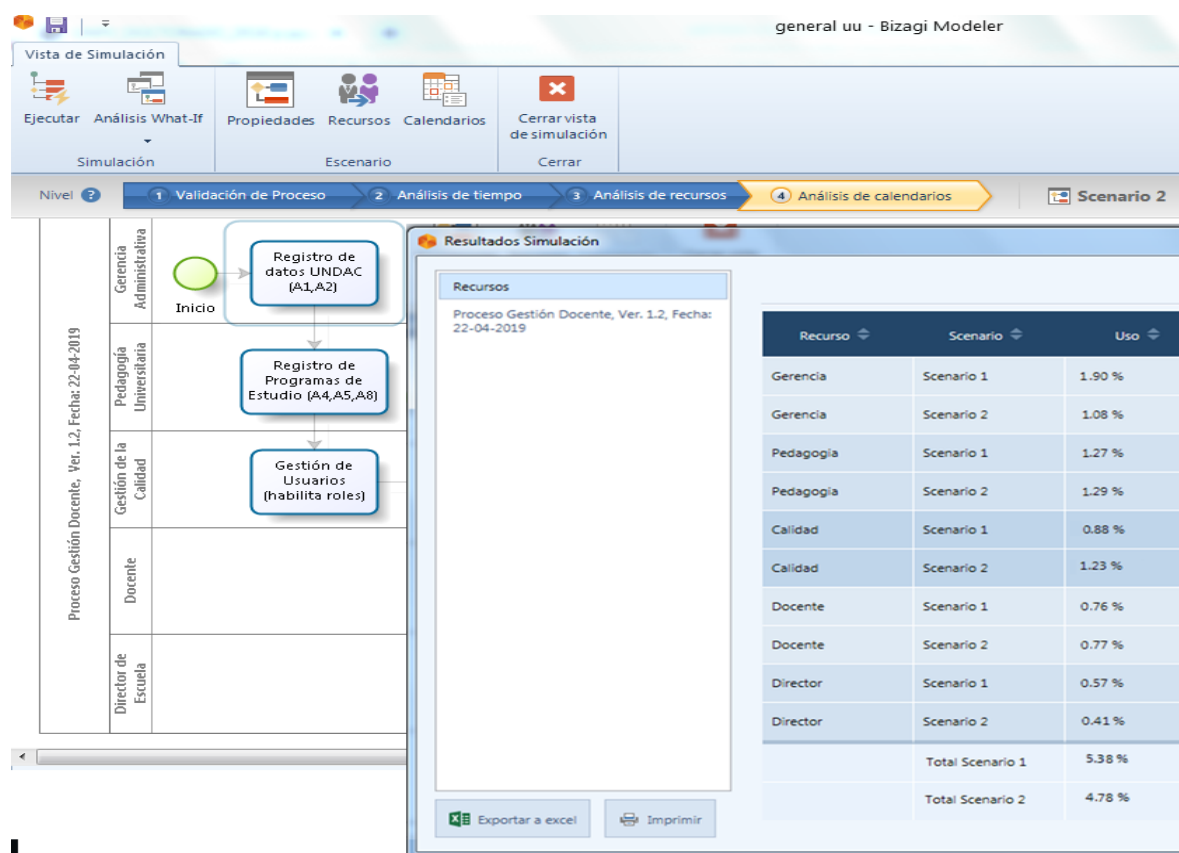 general uu - Bizagi Modeler
Vista de Simulación
Ejecutar
Análisis What-If
Propiedades
Recursos
Calendarios
Cerrar vista
de simulación
Simulación
Escenario
Cerrar
Nivel ?
1 Validación de Proceso
2 Análisis de tiempo
3 Análisis de recursos
4 Análisis de calendarios
Scenario 2
Proceso Gestión Docente, Ver. 1.2, Fecha: 22-04-2019
Gerencia
Administrativa
Inicio
Registro de
datos UNDAC
(A1,A2)
Pedagogía
Universitaria
Registro de
Programas de
Estudio (A4,A5,A8)
Gestión de la
Calidad
Gestión de
Usuarios
(habilita roles)
Docente
Director de
Escuela
Resultados Simulación
Recursos
Proceso Gestión Docente, Ver. 1.2, Fecha:
22-04-2019
Recurso Scenario Uso
Gerencia Scenario 1 1.90 %
Gerencia Scenario 2 1.08 %
Pedagogia Scenario 1 1.27 %
Pedagogia Scenario 2 1.29 %
Calidad Scenario 1 0.88 %
Calidad Scenario 2 1.23 %
Docente Scenario 1 0.76 %
Docente Scenario 2 0.77 %
Director Scenario 1 0.57 %
Director Scenario 2 0.41 %
Total Scenario 1 5.38 %
Total Scenario 2 4.78 %
Exportar a excel
Imprimir